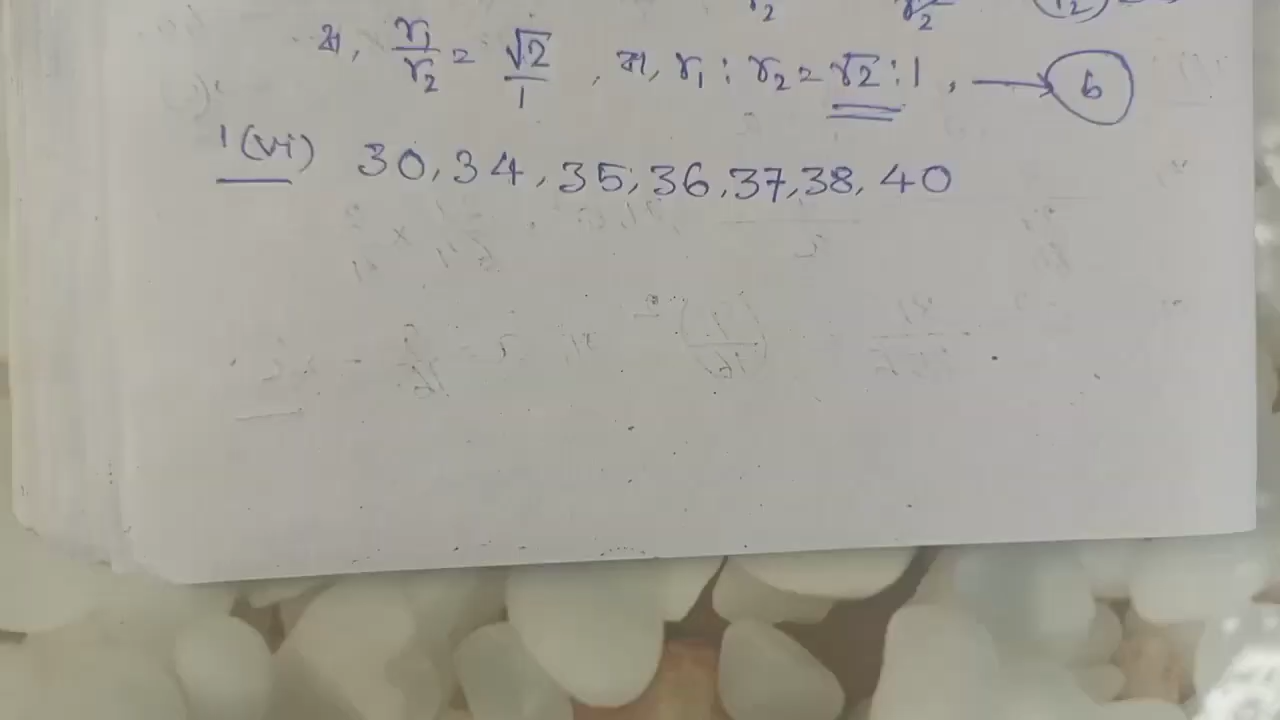 বা, r₁/r₂ = √2/1 , বা, r₁ : r₂ = √2 : 1 , → b
1(vi) 30, 34, 35, 36, 37, 38, 40